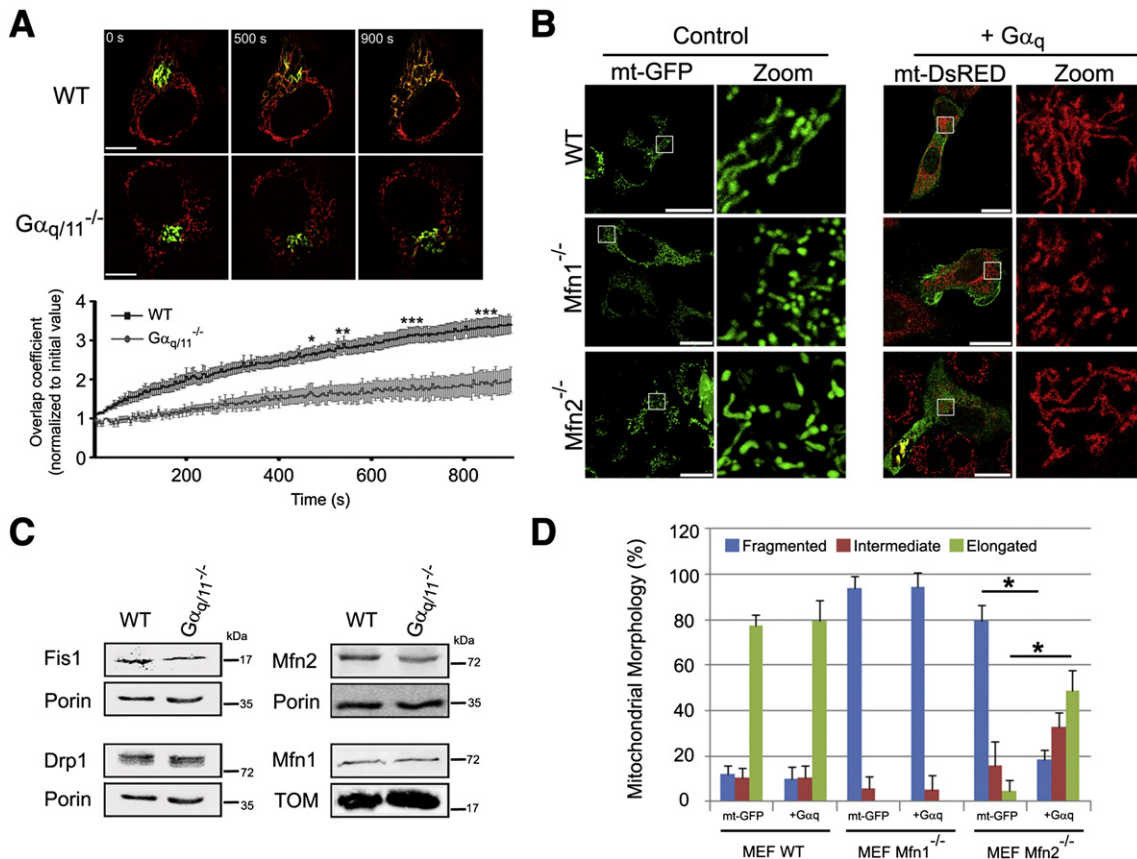 A
0 s
500 s
900 s
WT
Gαq/11-/-
Overlap coefficient
(normalized to initial value)
4
3
2
1
0
WT
Gαq/11-/-
*
**
***
***
200
400
600
800
Time (s)
B
Control
+ Gαq
mt-GFP
Zoom
mt-DsRED
Zoom
WT
Mfn1-/-
Mfn2-/-
C
WT
Gαq/11-/-
kDa
Fis1
17
Porin
35
Drp1
72
Porin
35
WT
Gαq/11-/-
kDa
Mfn2
72
Porin
35
Mfn1
72
TOM
17
D
Mitochondrial Morphology (%)
120
100
80
60
40
20
0
Fragmented
Intermediate
Elongated
*
*
mt-GFP
+Gαq
mt-GFP
+Gαq
mt-GFP
+Gαq
MEF WT
MEF Mfn1-/-
MEF Mfn2-/-